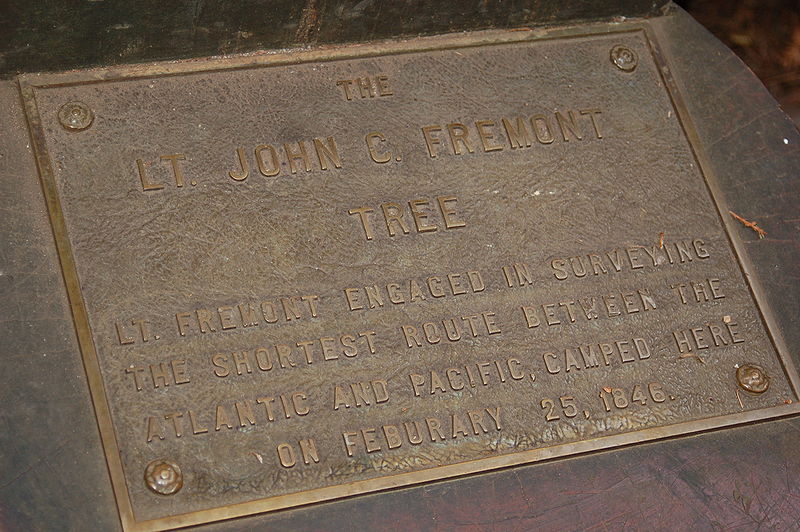 THE
LT. JOHN C. FREMONT
TREE
LT. FREMONT ENGAGED IN SURVEYING
THE SHORTEST ROUTE BETWEEN THE
ATLANTIC AND PACIFIC, CAMPED HERE
ON FEBURARY 25, 1846.